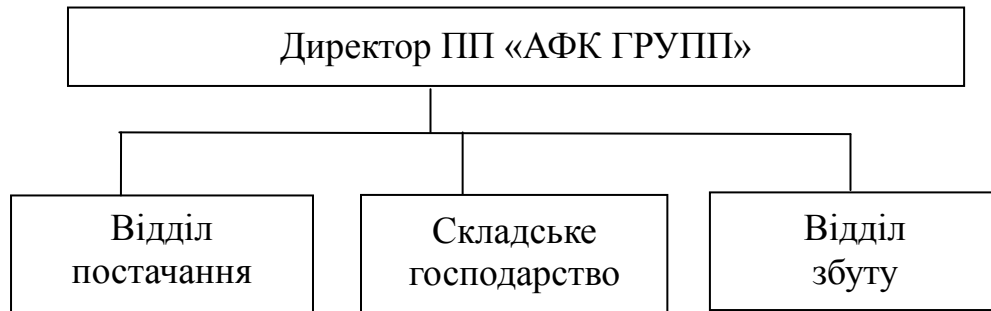 Директор ПП «АФК ГРУПП»
Відділ
постачання
Складське
господарство
Відділ
збуту